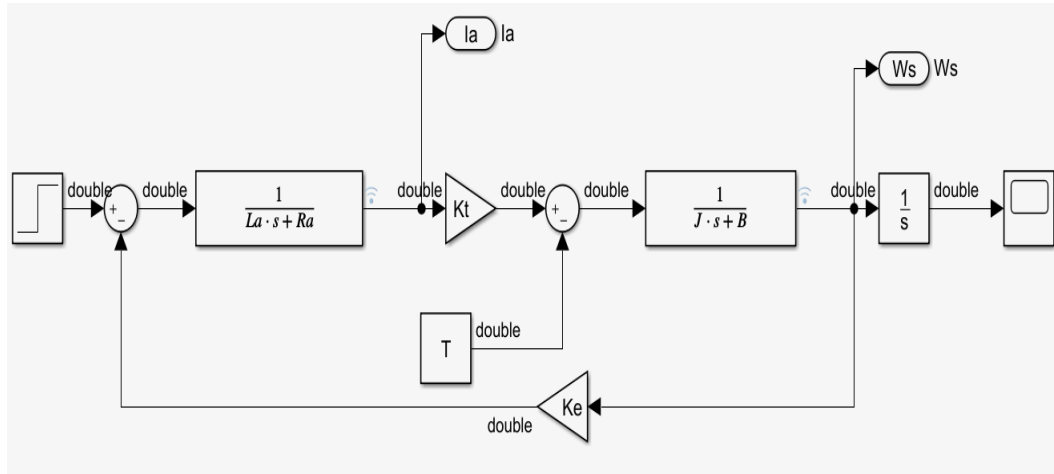 Ia Ia
Ws Ws
double
+
−
double
1
La · s + Ra
double
Kt
double
+
−
double
1
J · s + B
double
1
s
double
T
double
Ke
double